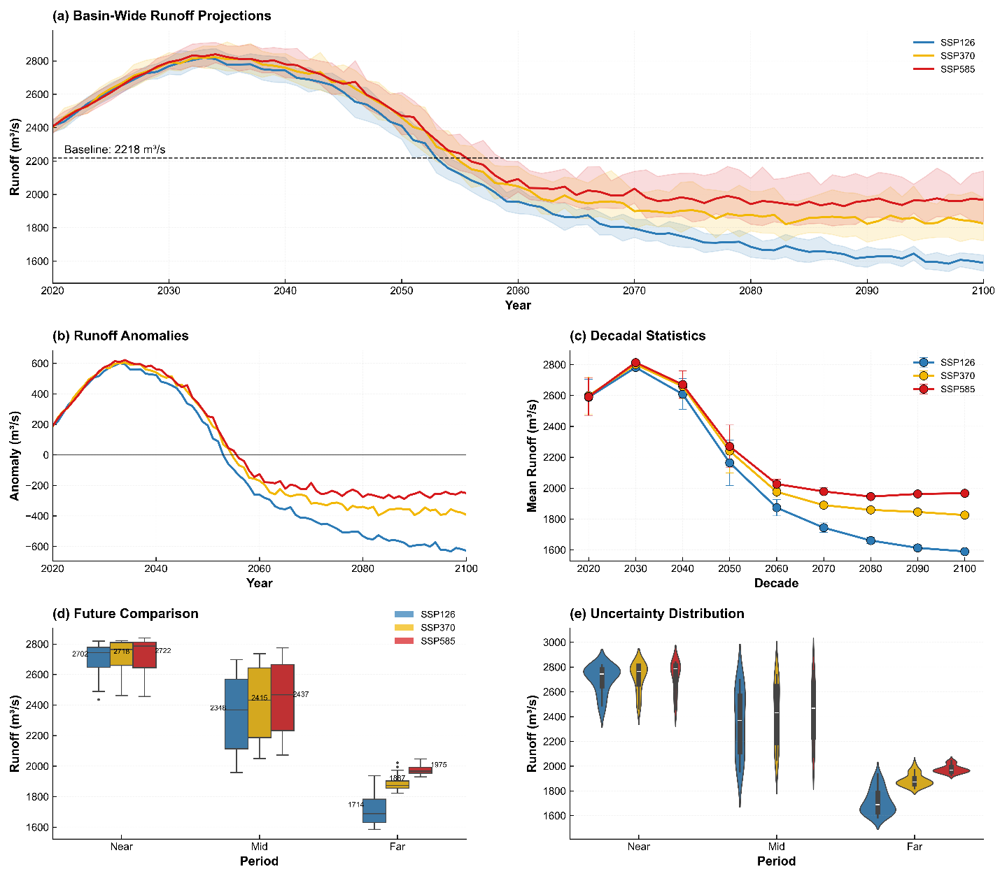 (a) Basin-Wide Runoff Projections
Runoff (m³/s)
2800
2600
2400
2200
2000
1800
1600
Baseline: 2218 m³/s
SSP126
SSP370
SSP585
2020 2030 2040 2050 2060 2070 2080 2090 2100
Year
(b) Runoff Anomalies
Anomaly (m³/s)
600
400
200
0
−200
−400
−600
2020 2040 2060 2080 2100
Year
(c) Decadal Statistics
Mean Runoff (m³/s)
2800
2600
2400
2200
2000
1800
1600
SSP126
SSP370
SSP585
2020 2030 2040 2050 2060 2070 2080 2090 2100
Decade
(d) Future Comparison
SSP126
SSP370
SSP585
Runoff (m³/s)
2800
2600
2400
2200
2000
1800
1600
2702 2718 2722
2348 2415 2437
1714 1887 1975
Near Mid Far
Period
(e) Uncertainty Distribution
Runoff (m³/s)
3000
2800
2600
2400
2200
2000
1800
1600
Near Mid Far
Period